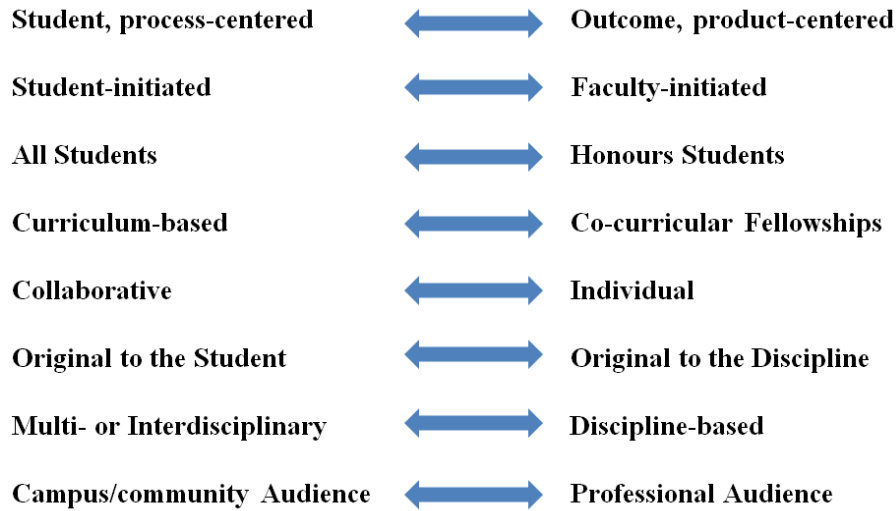 Student, process-centered Outcome, product-centered
Student-initiated Faculty-initiated
All Students Honours Students
Curriculum-based Co-curricular Fellowships
Collaborative Individual
Original to the Student Original to the Discipline
Multi- or Interdisciplinary Discipline-based
Campus/community Audience Professional Audience